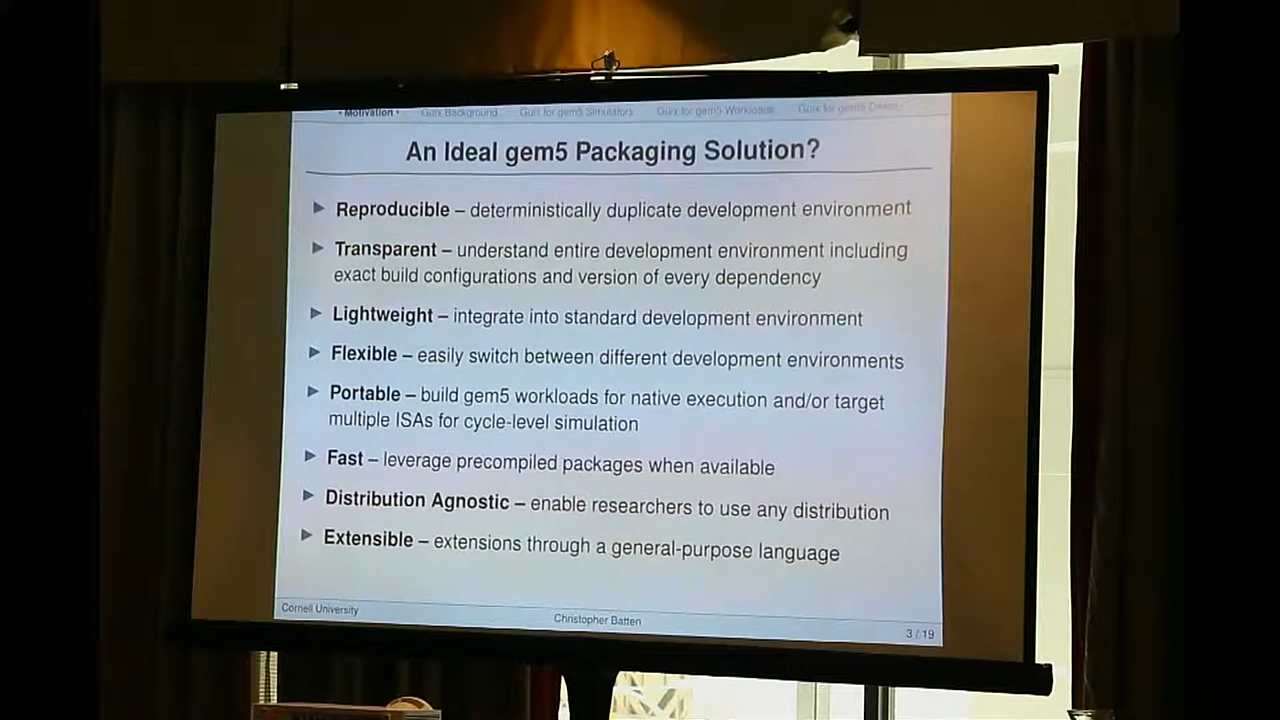 • Motivation •   Guix Background   Guix for gem5 Simulators   Guix for gem5 Workloads   Guix for gem5 Demos
An Ideal gem5 Packaging Solution?
▶ Reproducible – deterministically duplicate development environment
▶ Transparent – understand entire development environment including
exact build configurations and version of every dependency
▶ Lightweight – integrate into standard development environment
▶ Flexible – easily switch between different development environments
▶ Portable – build gem5 workloads for native execution and/or target
multiple ISAs for cycle-level simulation
▶ Fast – leverage precompiled packages when available
▶ Distribution Agnostic – enable researchers to use any distribution
▶ Extensible – extensions through a general-purpose language
Cornell University   Christopher Batten   3 / 19